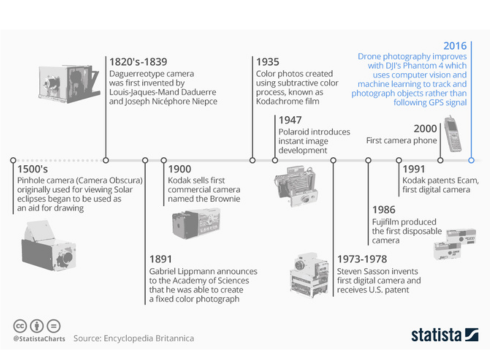 1820's-1839
Daguerreotype camera
was first invented by
Louis-Jaques-Mand Daduerre
and Joseph Nicéphore Niepce
1935
Color photos created
using subtractive color
process, known as
Kodachrome film
2016
Drone photography improves
with DJI's Phantom 4 which
uses computer vision and
machine learning to track and
photograph objects rather than
following GPS signal
1947
Polaroid introduces
instant image
development
2000
First camera phone
1500's
Pinhole camera (Camera Obscura)
originally used for viewing Solar
eclipses began to be used as
an aid for drawing
1900
Kodak sells first
commercial camera
named the Brownie
1991
Kodak patents Ecam,
first digital camera
1986
Fujifilm produced
the first disposable
camera
1891
Gabriel Lippmann announces
to the Academy of Sciences
that he was able to create
a fixed color photograph
1973-1978
Steven Sasson invents
first digital camera and
receives U.S. patent
@StatistaCharts Source: Encyclopedia Britannica
statista